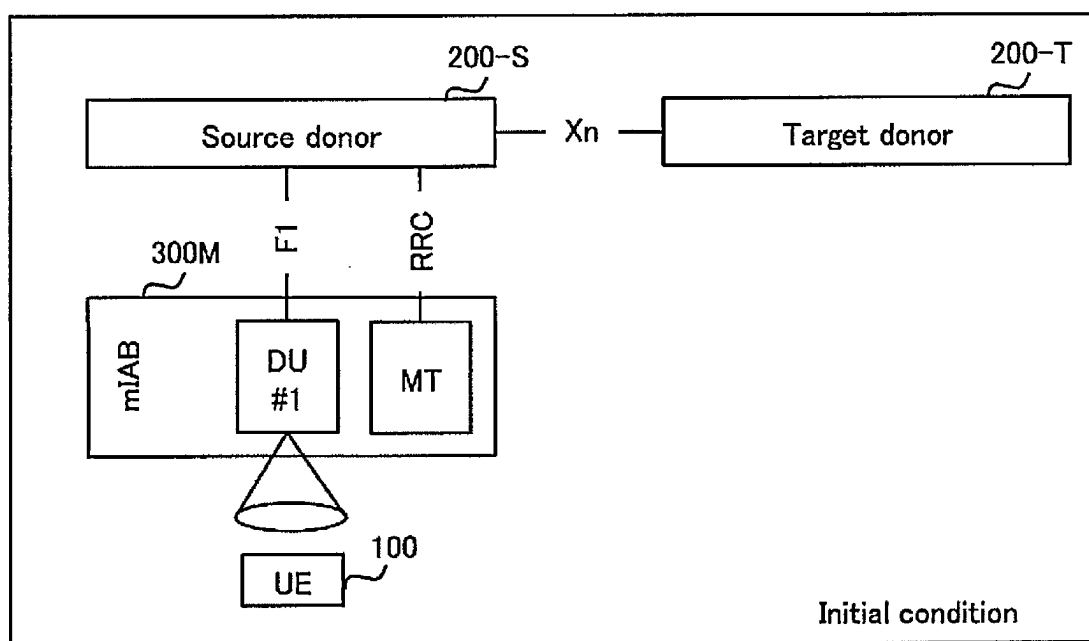 200-S
200-T
Source donor
Xn
Target donor
F1
RRC
300M
mIAB
DU
#1
MT
100
UE
Initial condition